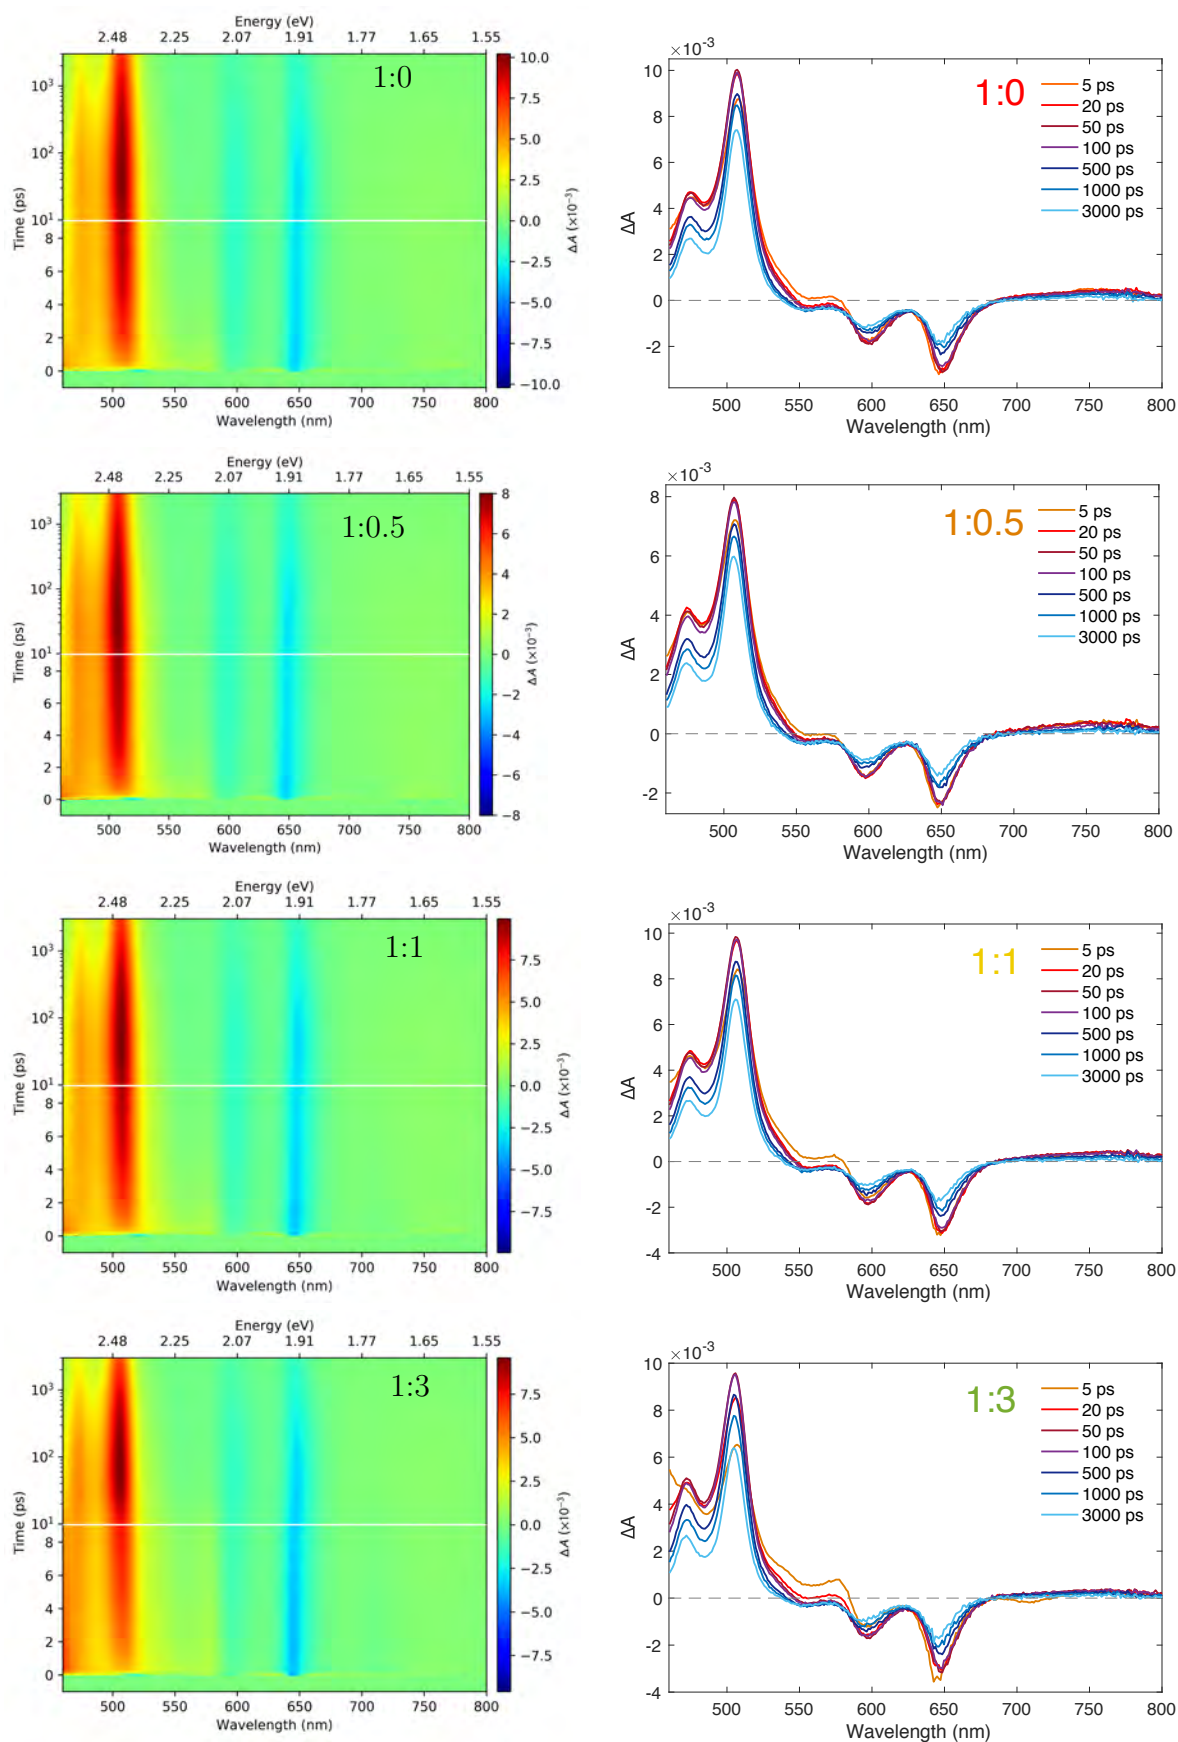 Energy (eV)
2.48 2.25 2.07 1.91 1.77 1.65 1.55
1:0
Time (ps)
10³
10²
10¹
8
6
4
2
0
500 550 600 650 700 750 800
Wavelength (nm)
10.0
7.5
5.0
2.5
0.0
−2.5
−5.0
−7.5
−10.0
ΔA (×10⁻³)
×10⁻³
1:0
5 ps
20 ps
50 ps
100 ps
500 ps
1000 ps
3000 ps
ΔA
10
8
6
4
2
0
-2
500 550 600 650 700 750 800
Wavelength (nm)
Energy (eV)
2.48 2.25 2.07 1.91 1.77 1.65 1.55
1:0.5
Time (ps)
10³
10²
10¹
8
6
4
2
0
500 550 600 650 700 750 800
Wavelength (nm)
8
6
4
2
0
−2
−4
−6
−8
ΔA (×10⁻³)
×10⁻³
1:0.5
5 ps
20 ps
50 ps
100 ps
500 ps
1000 ps
3000 ps
ΔA
8
6
4
2
0
-2
500 550 600 650 700 750 800
Wavelength (nm)
Energy (eV)
2.48 2.25 2.07 1.91 1.77 1.65 1.55
1:1
Time (ps)
10³
10²
10¹
8
6
4
2
0
500 550 600 650 700 750 800
Wavelength (nm)
7.5
5.0
2.5
0.0
−2.5
−5.0
−7.5
ΔA (×10⁻³)
×10⁻³
1:1
5 ps
20 ps
50 ps
100 ps
500 ps
1000 ps
3000 ps
ΔA
10
8
6
4
2
0
-2
-4
500 550 600 650 700 750 800
Wavelength (nm)
Energy (eV)
2.48 2.25 2.07 1.91 1.77 1.65 1.55
1:3
Time (ps)
10³
10²
10¹
8
6
4
2
0
500 550 600 650 700 750 800
Wavelength (nm)
7.5
5.0
2.5
0.0
−2.5
−5.0
−7.5
ΔA (×10⁻³)
×10⁻³
1:3
5 ps
20 ps
50 ps
100 ps
500 ps
1000 ps
3000 ps
ΔA
10
8
6
4
2
0
-2
-4
500 550 600 650 700 750 800
Wavelength (nm)